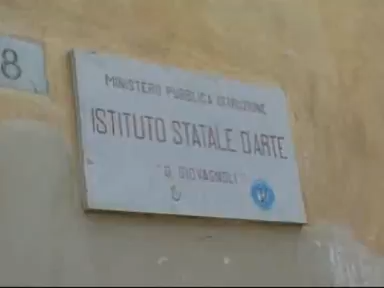 8
MINISTERO PUBBLICA ISTRUZIONE
ISTITUTO STATALE D'ARTE
"G. GIOVAGNOLI"